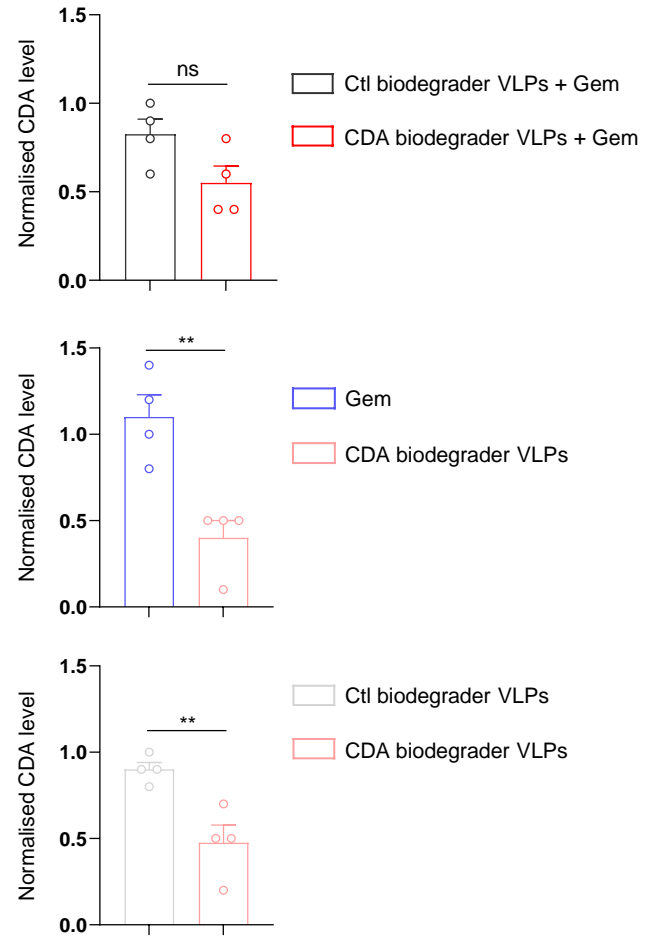 ns
1.5
1.0
0.5
0.0
Normalised CDA level
Ctl biodegrader VLPs + Gem
CDA biodegrader VLPs + Gem
**
1.5
1.0
0.5
0.0
Normalised CDA level
Gem
CDA biodegrader VLPs
**
1.5
1.0
0.5
0.0
Normalised CDA level
Ctl biodegrader VLPs
CDA biodegrader VLPs